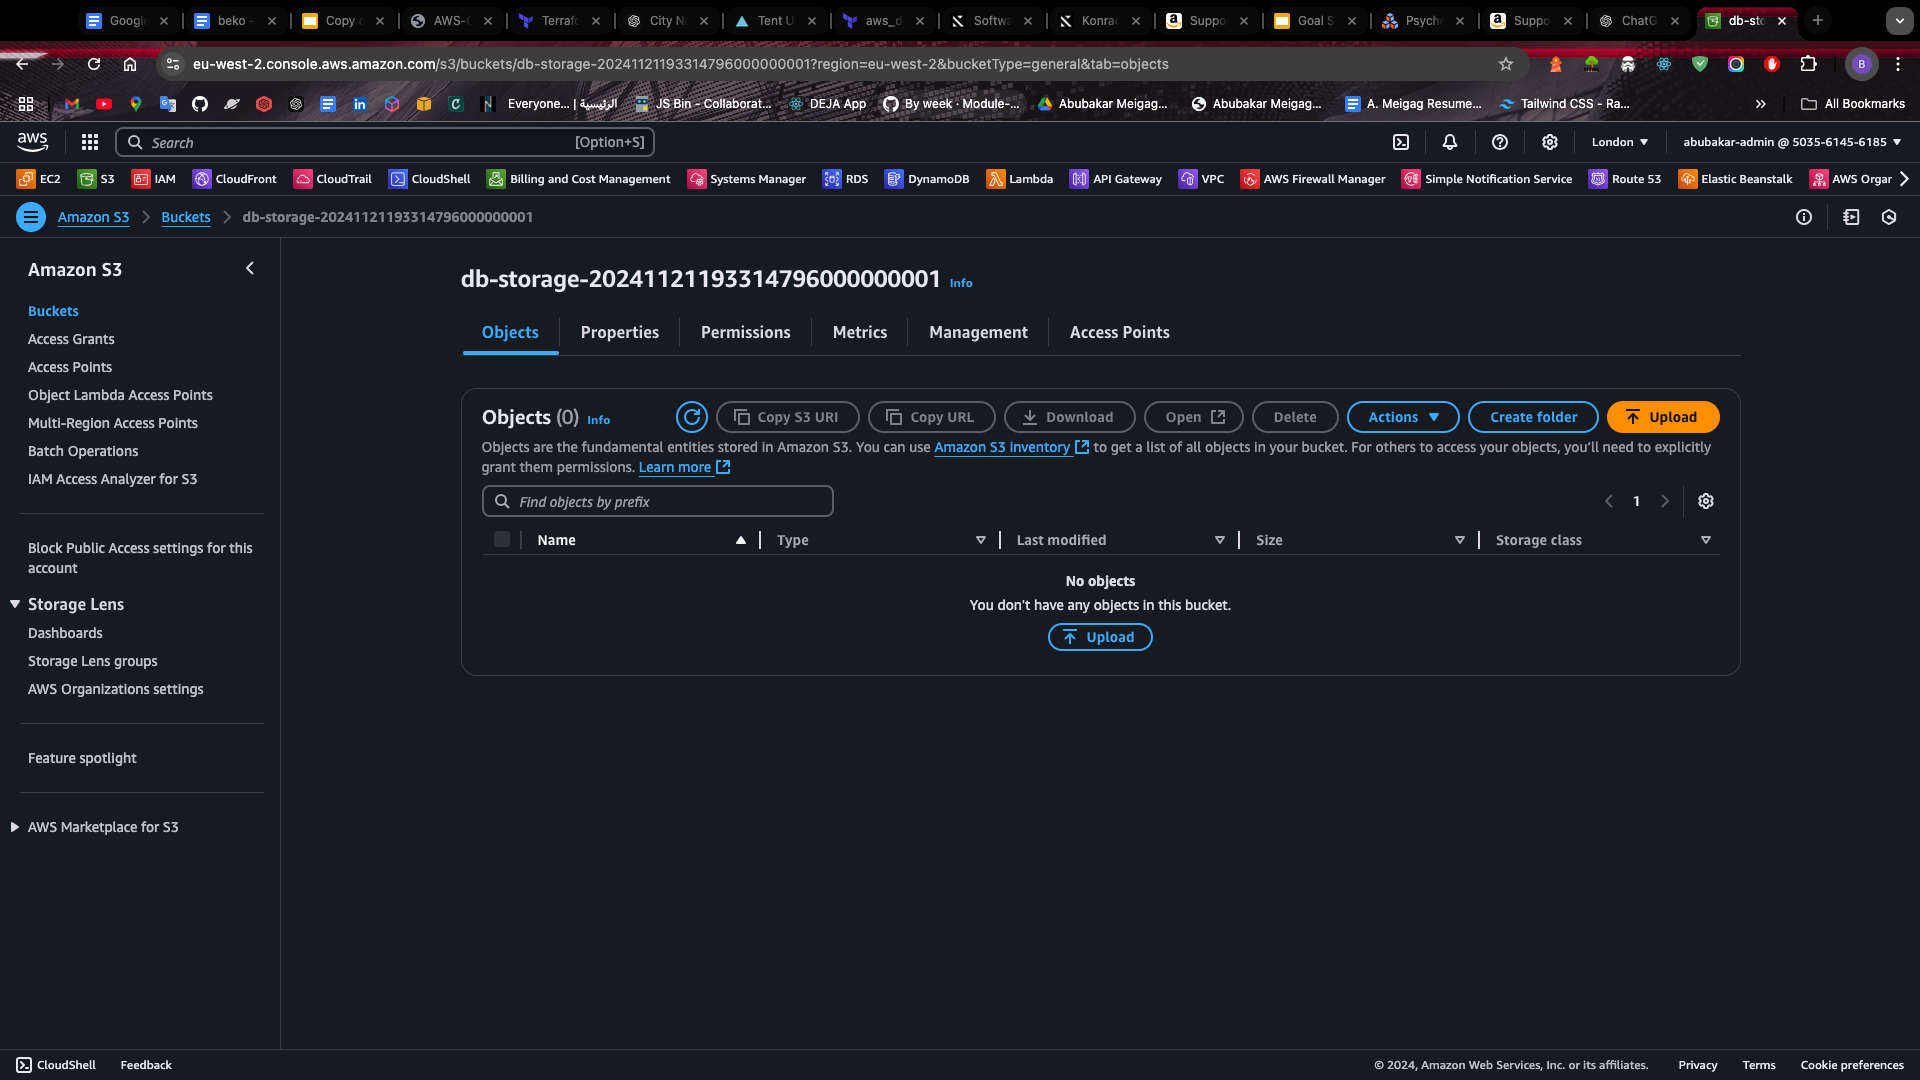 Google
beko -
Copy o
AWS-C
Terrafo
City Na
Tent U
aws_d
Softwa
Konrad
Suppo
Goal S
Psych
Suppo
ChatG
db-sto
eu-west-2.console.aws.amazon.com/s3/buckets/db-storage-20241121193314796000000001?region=eu-west-2&bucketType=general&tab=objects
B
Everyone... | الرئيسية
JS Bin - Collaborat...
DEJA App
By week · Module-...
Abubakar Meigag...
Abubakar Meigag...
A. Meigag Resume...
Tailwind CSS - Ra...
»
All Bookmarks
aws
Search
[Option+S]
London
abubakar-admin @ 5035-6145-6185
EC2
S3
IAM
CloudFront
CloudTrail
CloudShell
Billing and Cost Management
Systems Manager
RDS
DynamoDB
Lambda
API Gateway
VPC
AWS Firewall Manager
Simple Notification Service
Route 53
Elastic Beanstalk
AWS Organ
Amazon S3
Buckets
db-storage-20241121193314796000000001
Amazon S3
Buckets
Access Grants
Access Points
Object Lambda Access Points
Multi-Region Access Points
Batch Operations
IAM Access Analyzer for S3
Block Public Access settings for this
account
Storage Lens
Dashboards
Storage Lens groups
AWS Organizations settings
Feature spotlight
AWS Marketplace for S3
db-storage-20241121193314796000000001 Info
Objects
Properties
Permissions
Metrics
Management
Access Points
Objects (0) Info
Copy S3 URI
Copy URL
Download
Open
Delete
Actions
Create folder
Upload
Objects are the fundamental entities stored in Amazon S3. You can use Amazon S3 inventory to get a list of all objects in your bucket. For others to access your objects, you'll need to explicitly
grant them permissions. Learn more
Find objects by prefix
1
Name
Type
Last modified
Size
Storage class
No objects
You don't have any objects in this bucket.
Upload
CloudShell
Feedback
© 2024, Amazon Web Services, Inc. or its affiliates.
Privacy
Terms
Cookie preferences